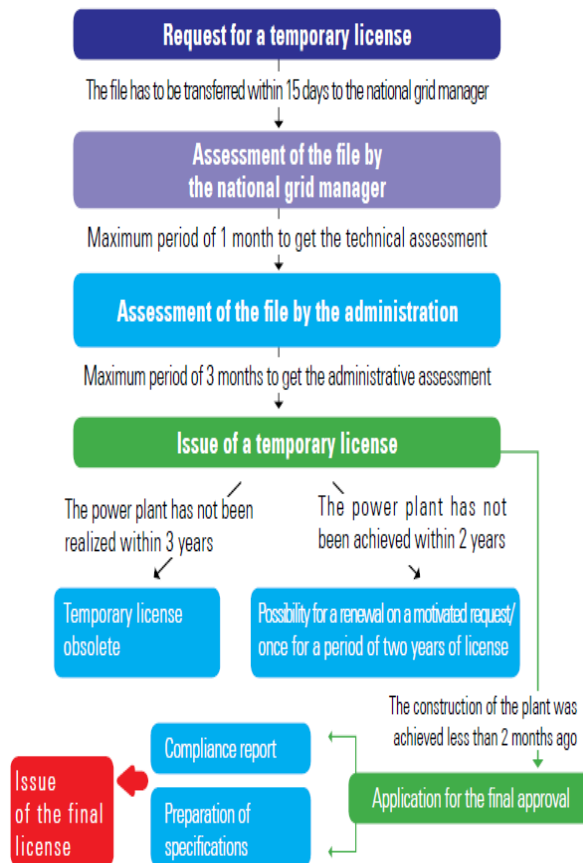 Request for a temporary license
The file has to be transferred within 15 days to the national grid manager
Assessment of the file by
the national grid manager
Maximum period of 1 month to get the technical assessment
Assessment of the file by the administration
Maximum period of 3 months to get the administrative assessment
Issue of a temporary license
The power plant has not been
realized within 3 years
The power plant has not
been achieved within 2 years
Temporary license
obsolete
Possibility for a renewal on a motivated request/
once for a period of two years of license
The construction of the plant was
achieved less than 2 months ago
Compliance report
Application for the final approval
Preparation of
specifications
Issue
of the final
license